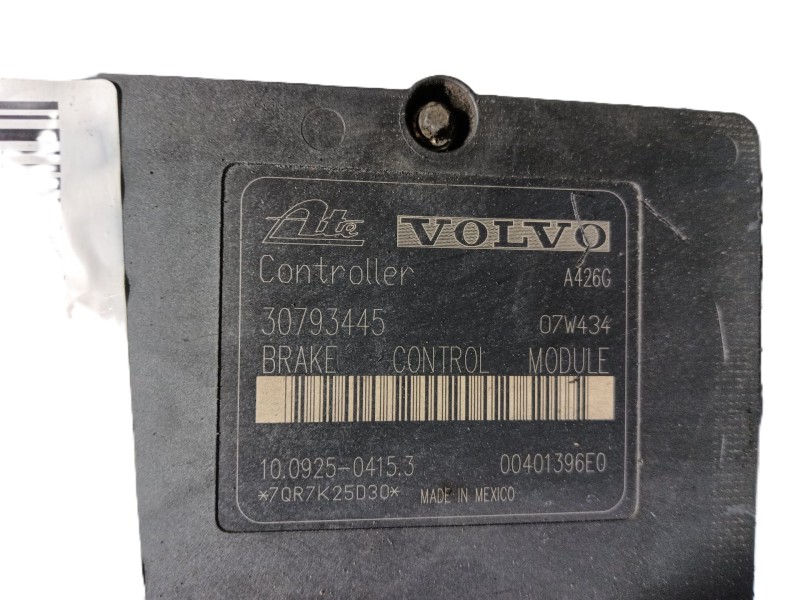 Ate VOLVO
Controller A426G
30793445 07W434
BRAKE CONTROL MODULE
10.0925-0415.3 00401396E0
*7QR7K25D30* MADE IN MEXICO